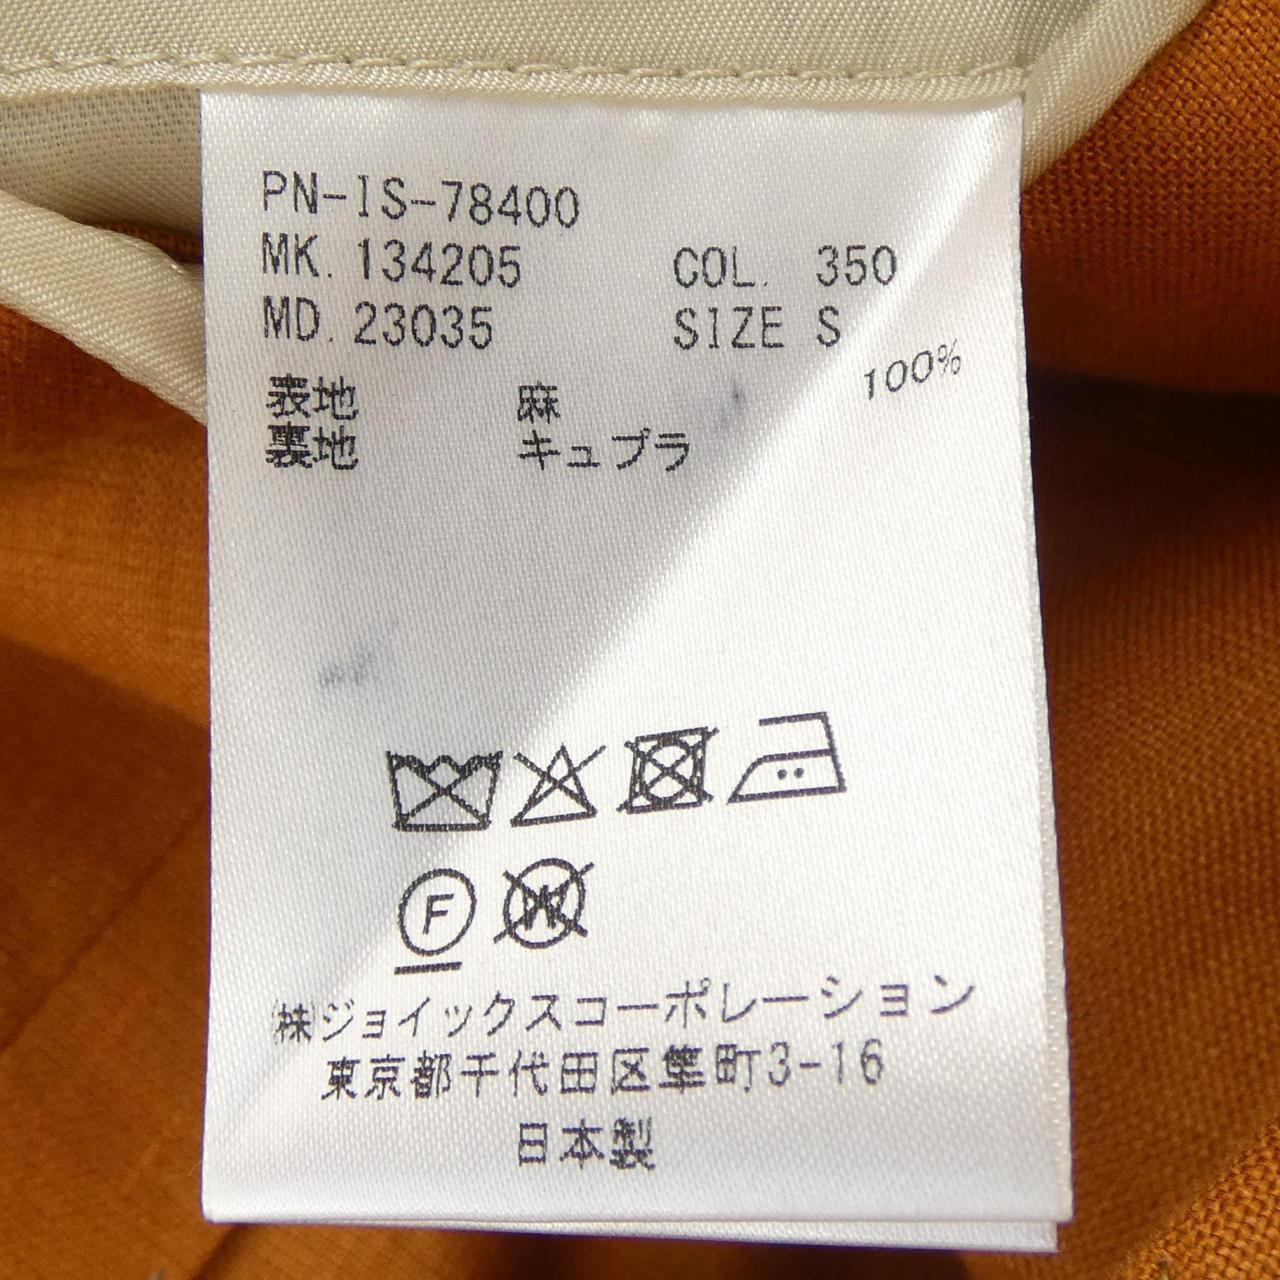 PN-IS-78400
MK. 134205 COL. 350
MD. 23035 SIZE S
表地 麻 100%
裏地 キュプラ
F
W
㈱ジョイックスコーポレーション
東京都千代田区隼町3-16
日本製